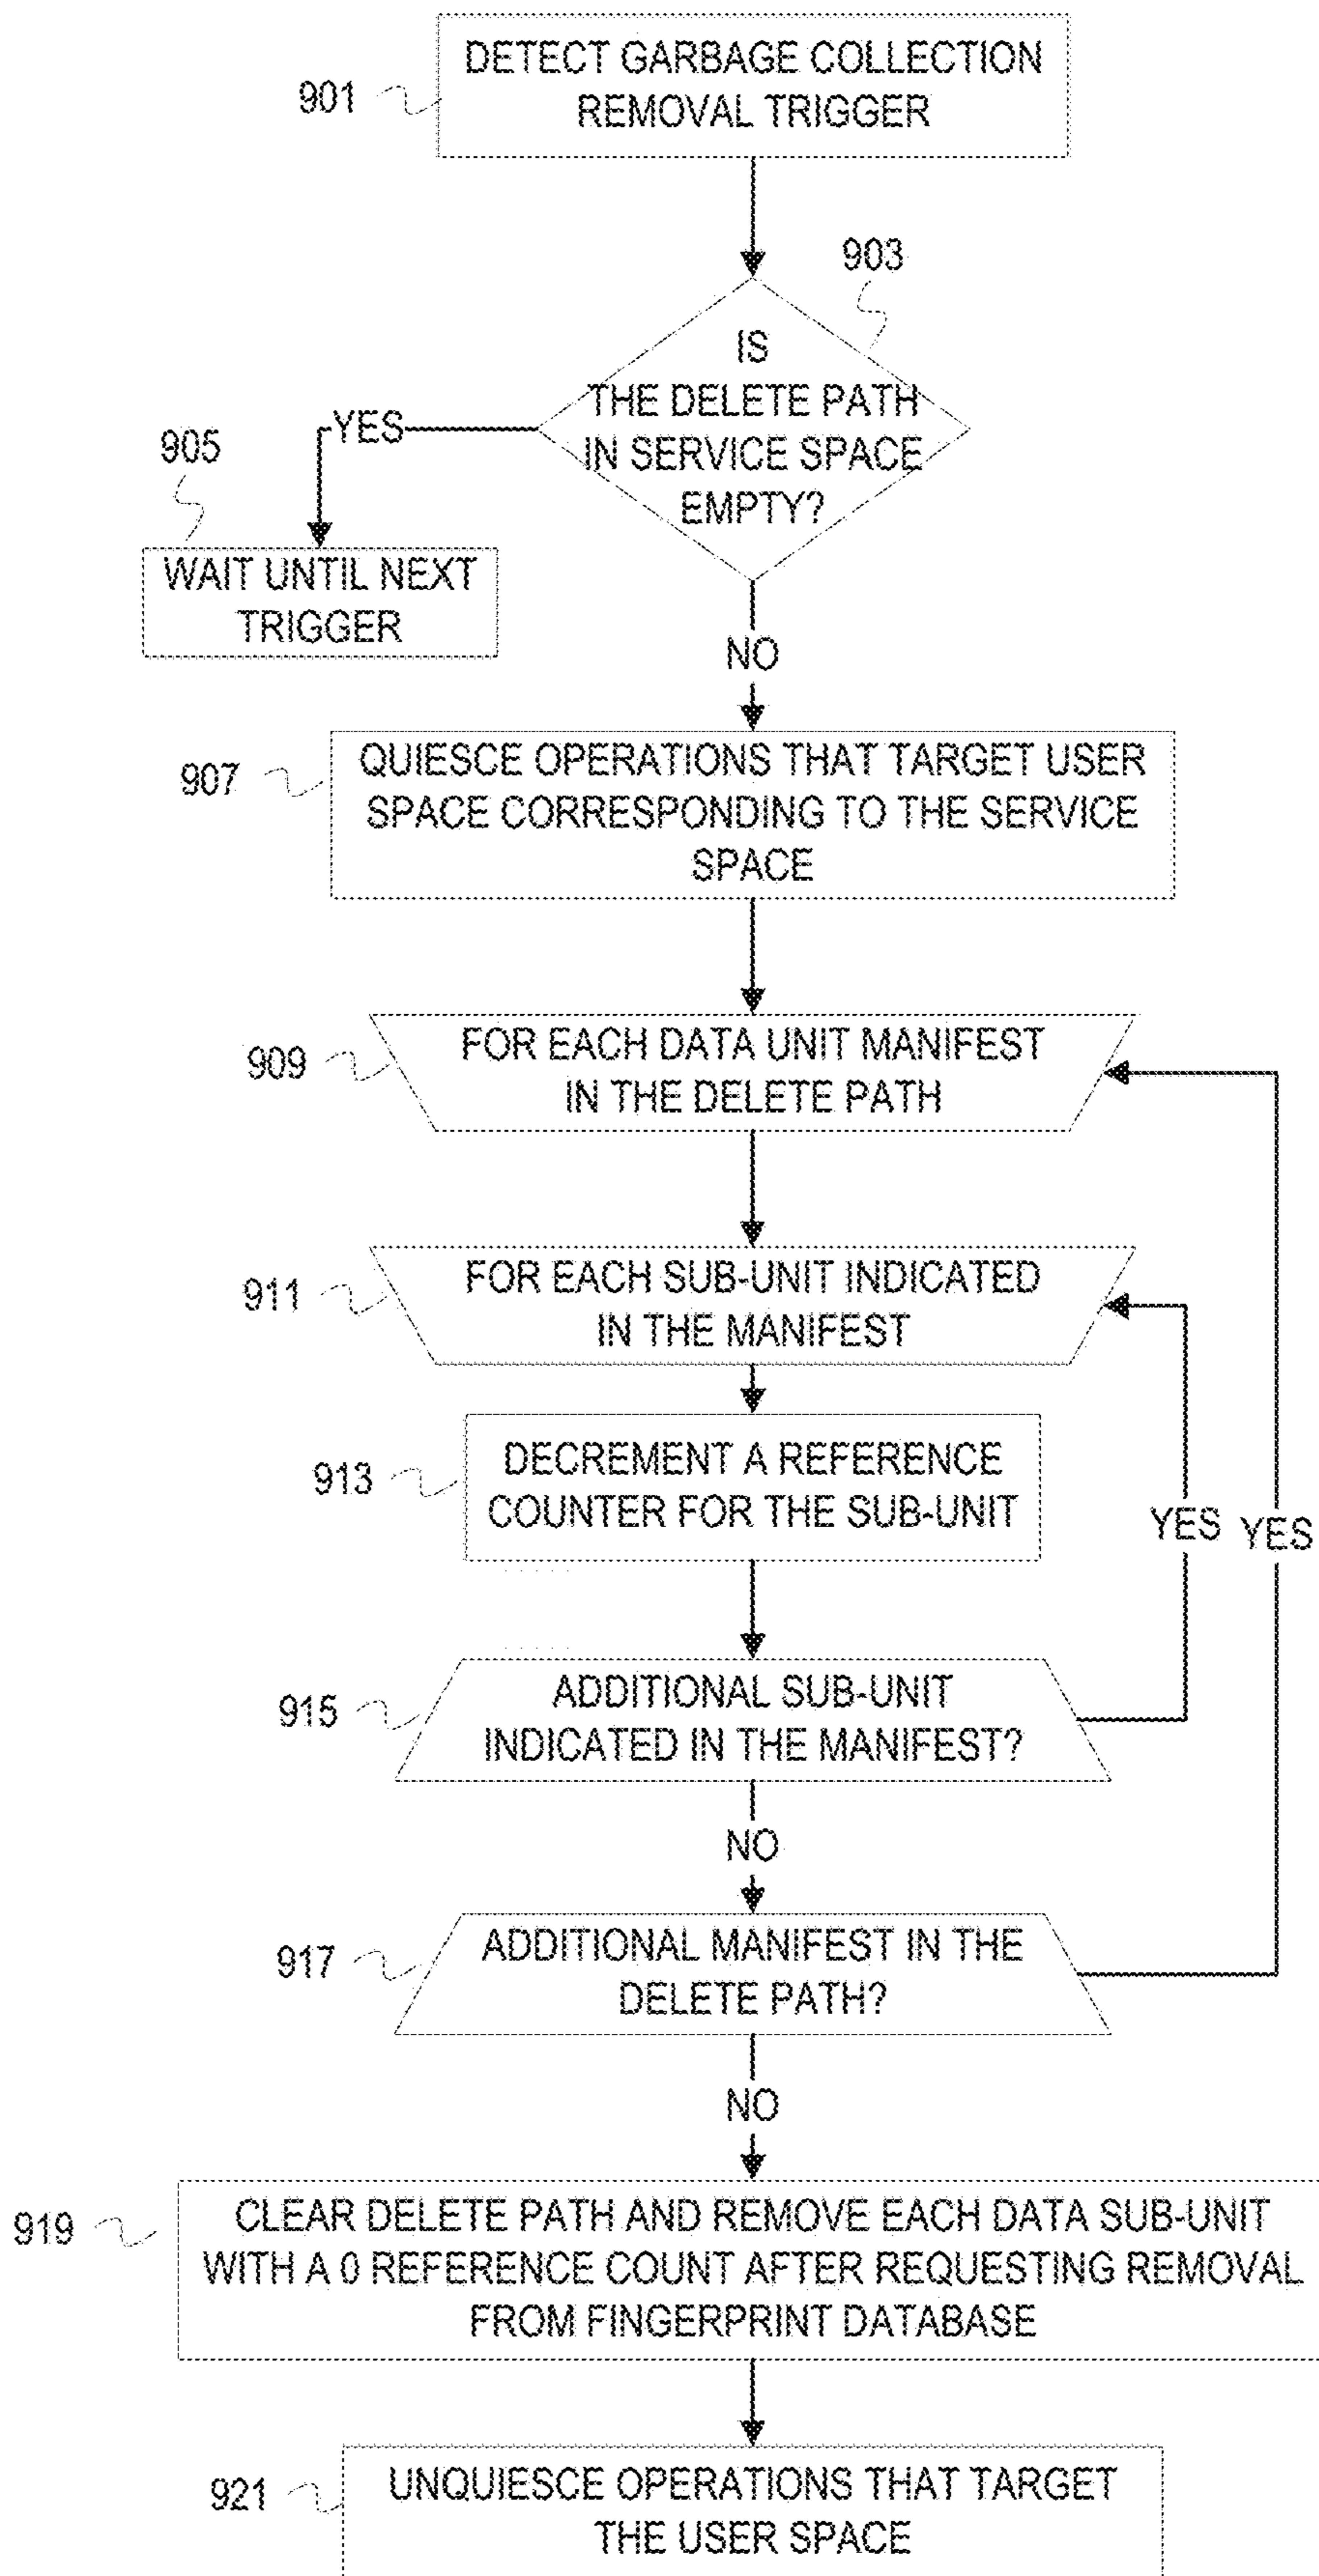 DETECT GARBAGE COLLECTION
REMOVAL TRIGGER
901
903
IS
THE DELETE PATH
IN SERVICE SPACE
EMPTY?
YES
905
WAIT UNTIL NEXT
TRIGGER
NO
907
QUIESCE OPERATIONS THAT TARGET USER
SPACE CORRESPONDING TO THE SERVICE
SPACE
909
FOR EACH DATA UNIT MANIFEST
IN THE DELETE PATH
911
FOR EACH SUB-UNIT INDICATED
IN THE MANIFEST
913
DECREMENT A REFERENCE
COUNTER FOR THE SUB-UNIT
YES
YES
915
ADDITIONAL SUB-UNIT
INDICATED IN THE MANIFEST?
NO
917
ADDITIONAL MANIFEST IN THE
DELETE PATH?
NO
919
CLEAR DELETE PATH AND REMOVE EACH DATA SUB-UNIT
WITH A 0 REFERENCE COUNT AFTER REQUESTING REMOVAL
FROM FINGERPRINT DATABASE
921
UNQUIESCE OPERATIONS THAT TARGET
THE USER SPACE